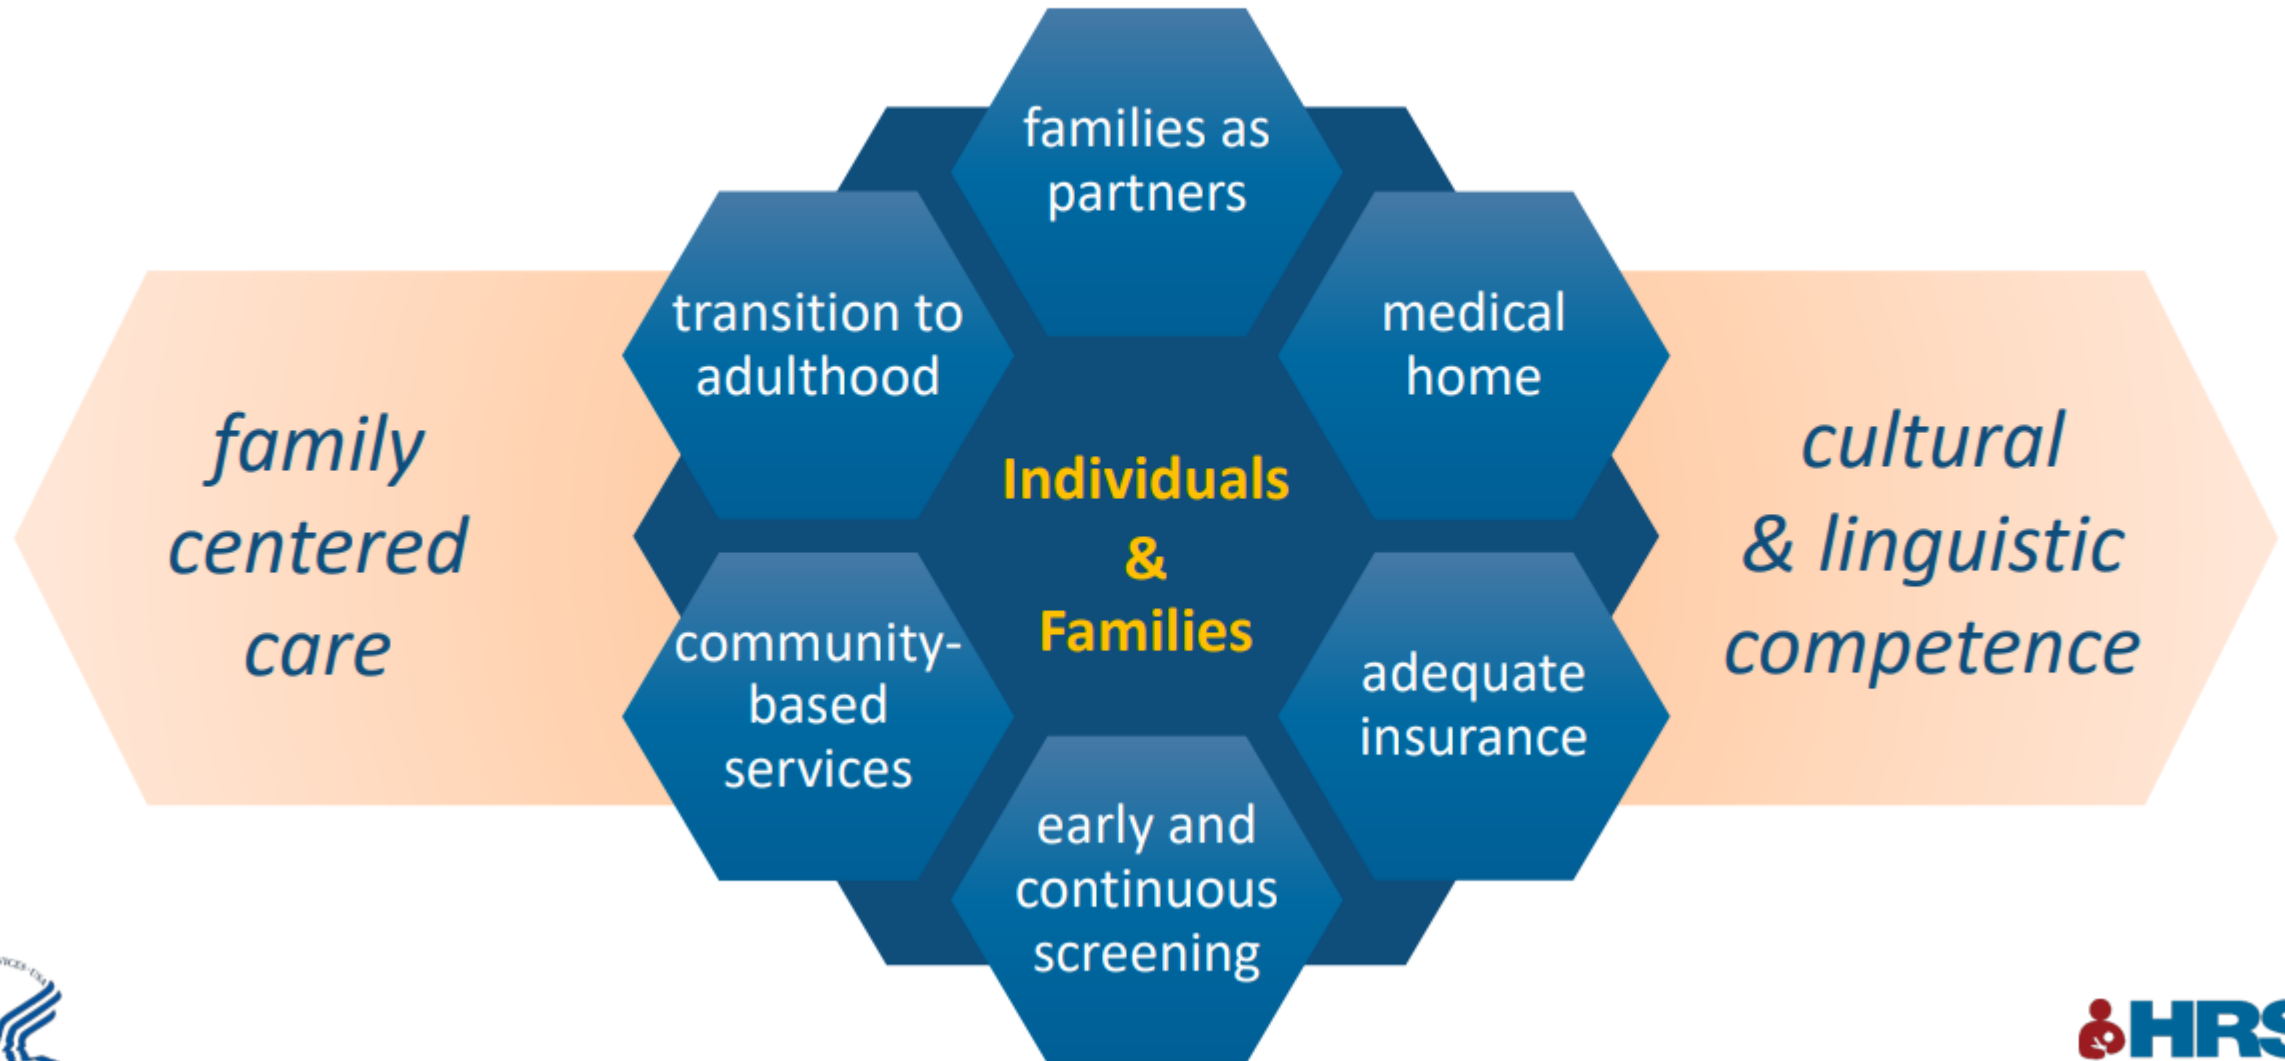 families as
partners
transition to
adulthood
medical
home
family
centered
care
Individuals
&
Families
cultural
& linguistic
competence
community-
based
services
adequate
insurance
early and
continuous
screening
HRS